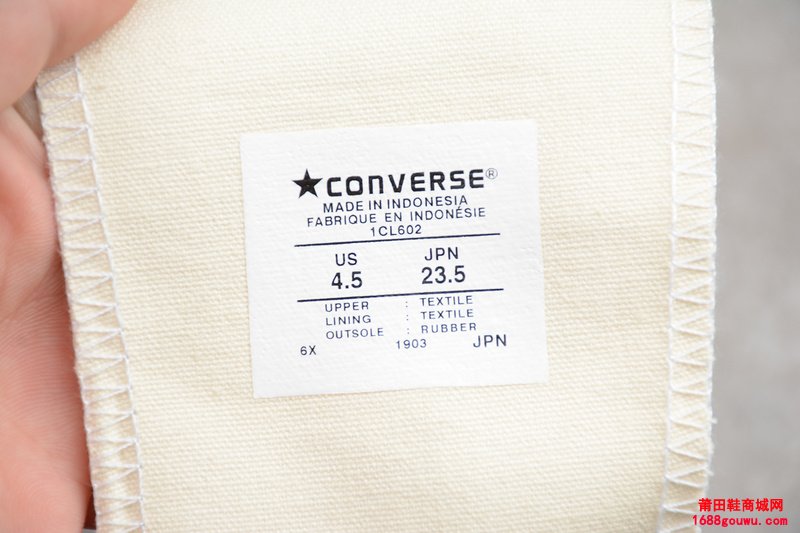 ★CONVERSE®
MADE IN INDONESIA
FABRIQUE EN INDONÉSIE
1CL602
US JPN
4.5 23.5
UPPER : TEXTILE
LINING : TEXTILE
OUTSOLE : RUBBER
6X 1903 JPN
莆田鞋商城网
1688gouwu.com